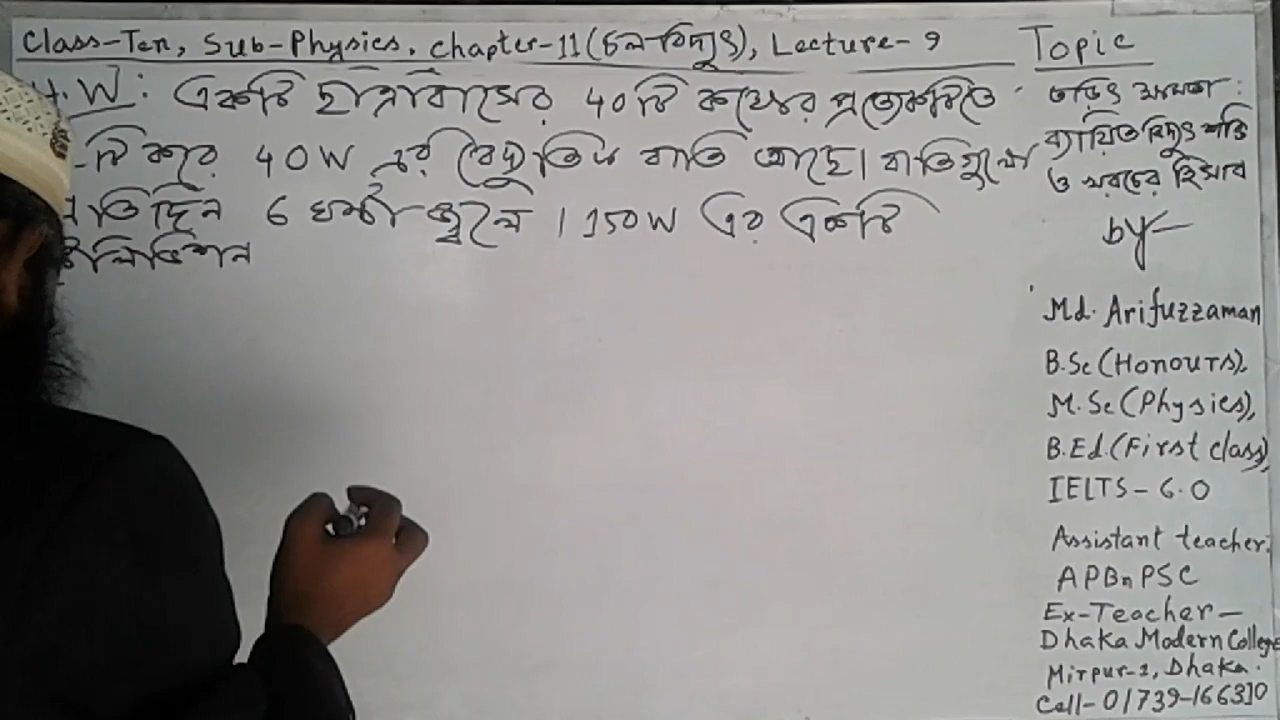 Class-Ten, Sub-Physics. Chapter-11 (চল-বিদ্যুৎ), Lecture-9
H.W: একটি ছাত্রাবাসের 40টি কক্ষের প্রত্যেকটিতে
-টি করে 40W এর বৈদ্যুতিক বাতি আছে। বাতিগুলো
প্রতিদিন 6 ঘন্টা জ্বলে। 150W এর একটি
টেলিভিশন
Topic
তড়িৎ ক্ষমতা:
ব্যয়িত বিদ্যুৎ শক্তি
ও খরচের হিসাব
by-
Md. Arifuzzaman
B.Sc (Honours),
M.Sc (Physics),
B.Ed. (First class),
IELTS-6.0
Assistant teacher,
APBn PSC
Ex-Teacher-
Dhaka Modern College
Mirpur-1, Dhaka.
Call-01739-166310